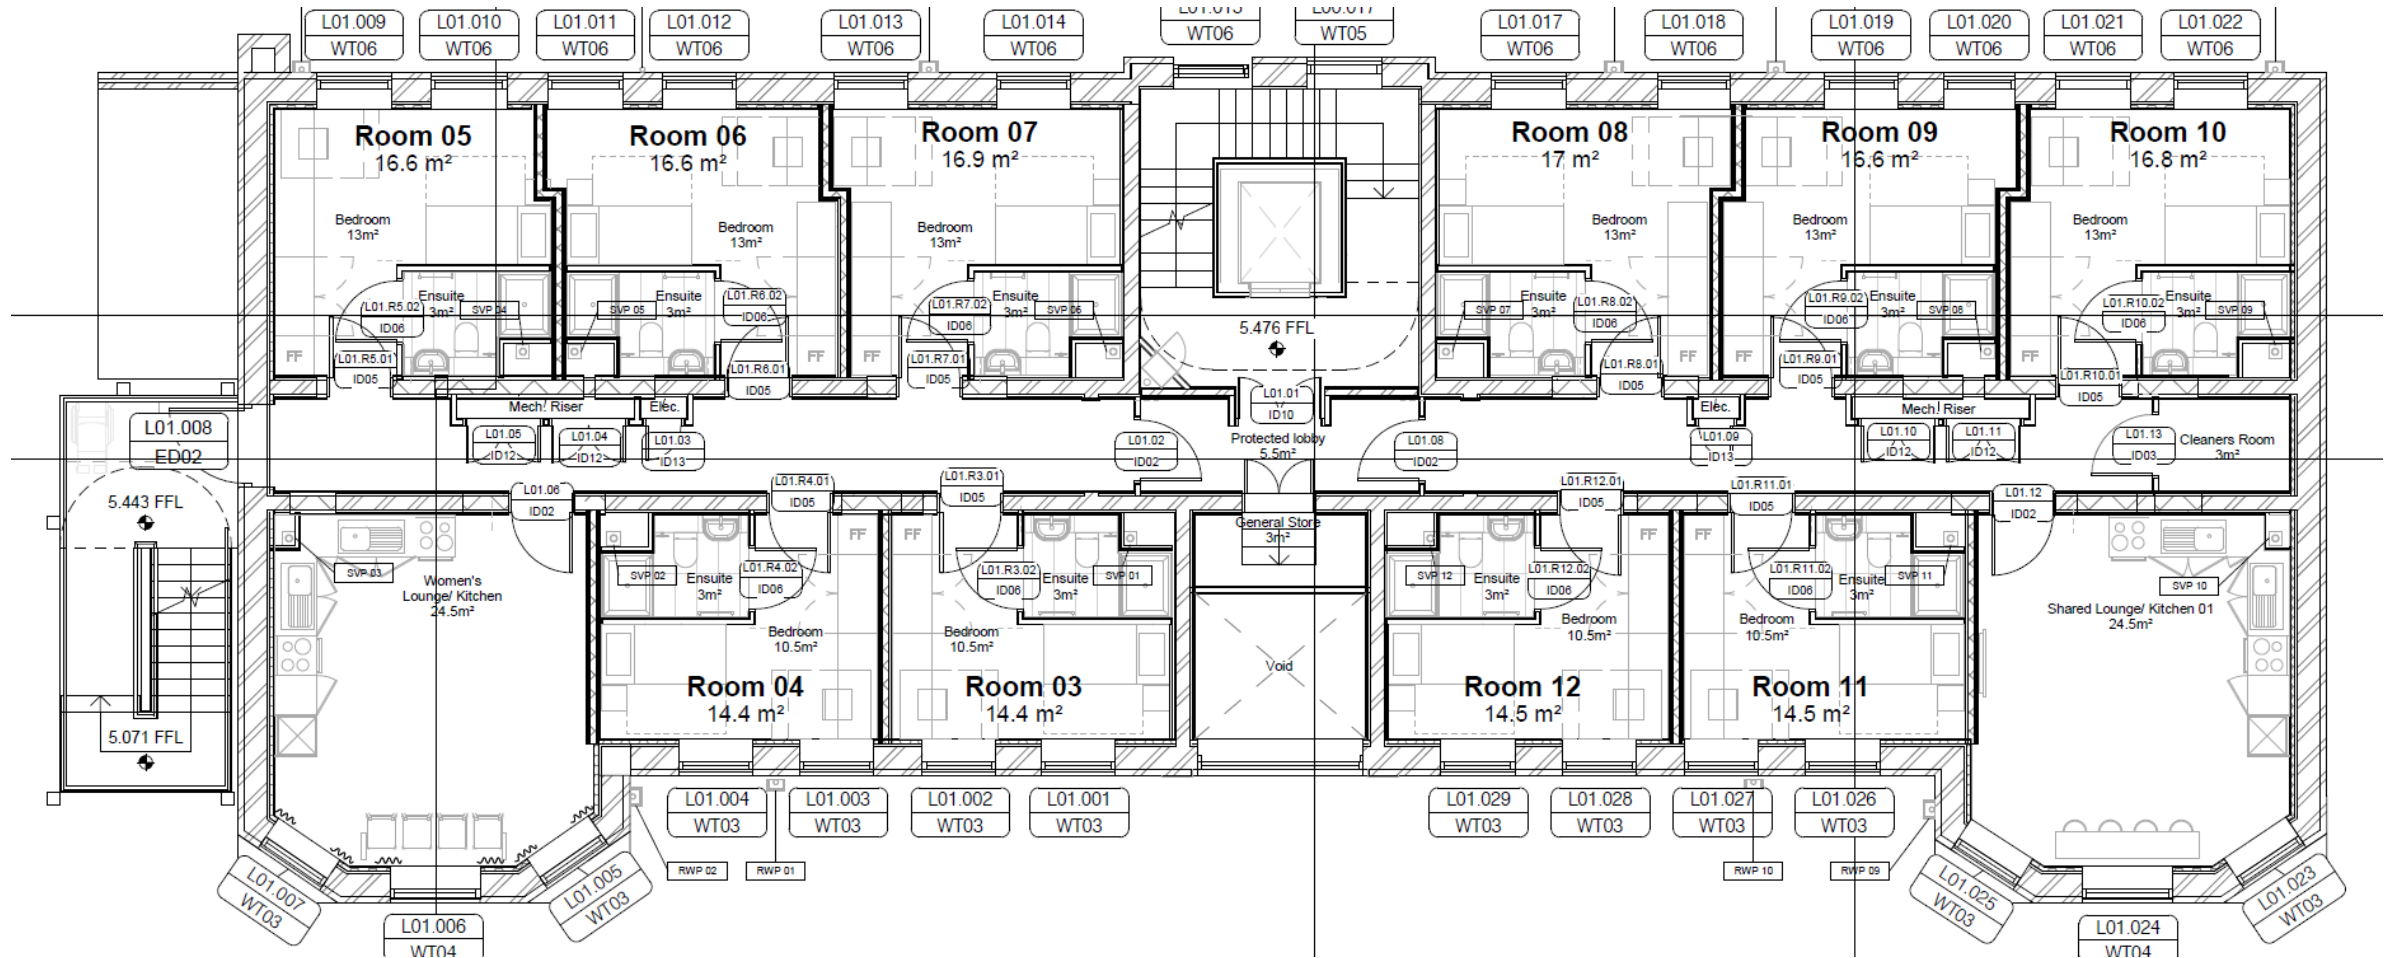 L01.009
WT06
L01.010
WT06
L01.011
WT06
L01.012
WT06
L01.013
WT06
L01.014
WT06
WT06
L00.017
WT05
L01.017
WT06
L01.018
WT06
L01.019
WT06
L01.020
WT06
L01.021
WT06
L01.022
WT06
Room 05
16.6 m²
Bedroom
13m²
Ensuite
3m²
SVP 04
L01.R5.02
ID06
L01.R5.01
ID05
FF
Room 06
16.6 m²
Bedroom
13m²
Ensuite
3m²
SVP 05
L01.R6.02
ID06
L01.R6.01
ID05
FF
Room 07
16.9 m²
Bedroom
13m²
Ensuite
3m²
SVP 06
L01.R7.02
ID06
L01.R7.01
ID05
FF
5.476 FFL
Room 08
17 m²
Bedroom
13m²
Ensuite
3m²
SVP 07
L01.R8.02
ID06
L01.R8.01
ID05
FF
Room 09
16.6 m²
Bedroom
13m²
Ensuite
3m²
SVP 08
L01.R9.02
ID06
L01.R9.01
ID05
FF
Room 10
16.8 m²
Bedroom
13m²
Ensuite
3m²
SVP 09
L01.R10.02
ID06
L01.R10.01
ID05
FF
L01.008
ED02
Mech. Riser
Elec.
L01.05
ID12
L01.04
ID12
L01.03
ID13
L01.02
ID02
L01.01
ID10
Protected lobby
5.5m²
L01.08
ID02
Elec.
L01.09
ID13
Mech. Riser
L01.10
ID12
L01.11
ID12
L01.13
ID03
Cleaners Room
3m²
5.443 FFL
5.071 FFL
L01.06
ID02
SVP 03
Women's
Lounge/ Kitchen
24.5m²
L01.R4.01
ID05
FF
SVP 02
Ensuite
3m²
L01.R4.02
ID06
Bedroom
10.5m²
Room 04
14.4 m²
L01.R3.01
ID05
FF
L01.R3.02
ID06
Ensuite
3m²
SVP 01
Bedroom
10.5m²
Room 03
14.4 m²
General Store
3m²
Void
L01.R12.01
ID05
FF
SVP 12
Ensuite
3m²
L01.R12.02
ID06
Bedroom
10.5m²
Room 12
14.5 m²
L01.R11.01
ID05
FF
L01.R11.02
ID06
Ensuite
3m²
SVP 11
Bedroom
10.5m²
Room 11
14.5 m²
L01.12
ID02
SVP 10
Shared Lounge/ Kitchen 01
24.5m²
L01.004
WT03
L01.003
WT03
L01.002
WT03
L01.001
WT03
L01.029
WT03
L01.028
WT03
L01.027
WT03
L01.026
WT03
RWP 02
RWP 01
RWP 10
RWP 09
L01.007
WT03
L01.006
WT04
L01.005
WT03
L01.025
WT03
L01.024
WT04
L01.023
WT03